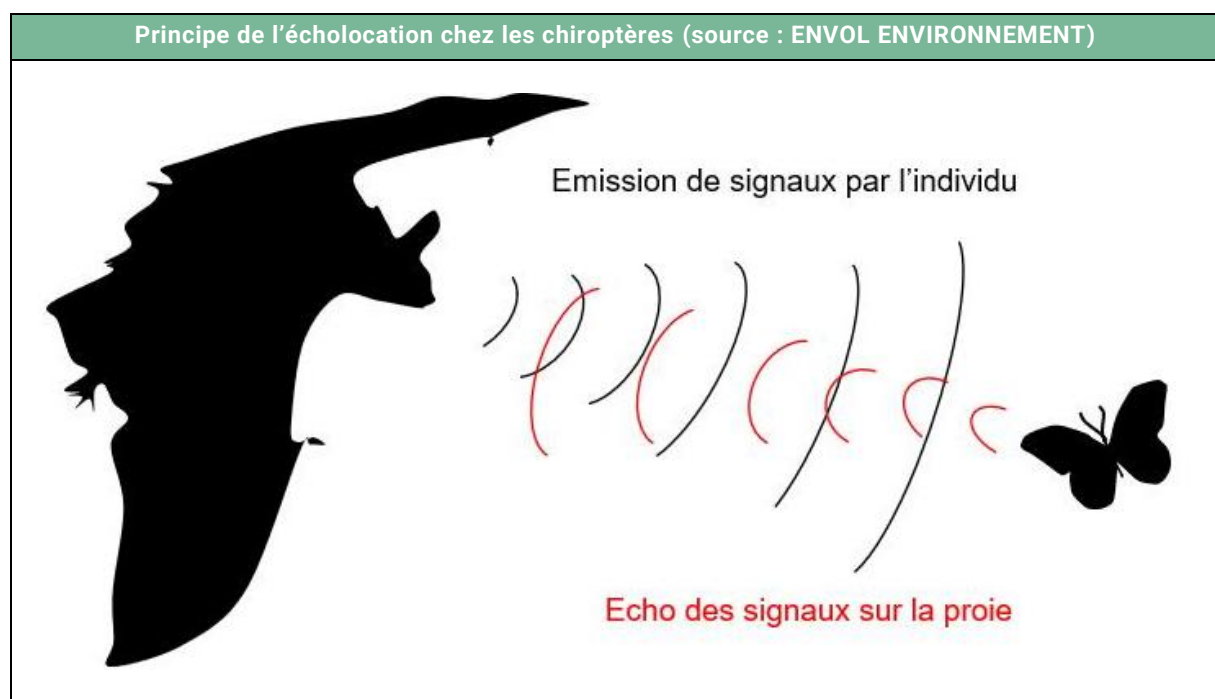 Principe de l’écholocation chez les chiroptères (source : ENVOL ENVIRONNEMENT)
Emission de signaux par l’individu
Echo des signaux sur la proie